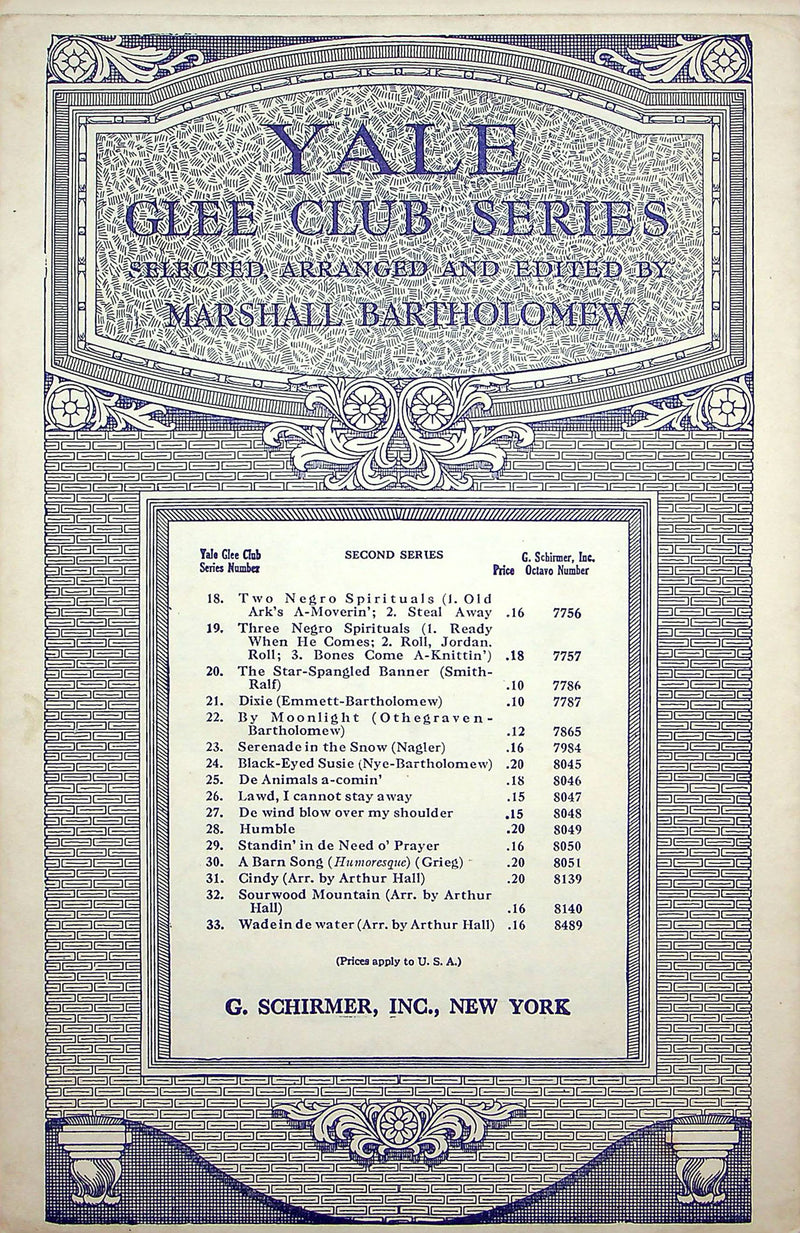 YALE
GLEE CLUB SERIES
SELECTED, ARRANGED AND EDITED BY
MARSHALL BARTHOLOMEW
Yale Glee Club
Series Number
SECOND SERIES
G. Schirmer, Inc.
Price Octavo Number
18. Two Negro Spirituals (1. Old
Ark's A-Moverin'; 2. Steal Away .16 7756
19. Three Negro Spirituals (1. Ready
When He Comes; 2. Roll, Jordan.
Roll; 3. Bones Come A-Knittin') .18 7757
20. The Star-Spangled Banner (Smith-
Ralf) .10 7786
21. Dixie (Emmett-Bartholomew) .10 7787
22. By Moonlight (Othegraven-
Bartholomew) .12 7865
23. Serenade in the Snow (Nagler) .16 7984
24. Black-Eyed Susie (Nye-Bartholomew) .20 8045
25. De Animals a-comin' .18 8046
26. Lawd, I cannot stay away .15 8047
27. De wind blow over my shoulder .15 8048
28. Humble .20 8049
29. Standin' in de Need o' Prayer .16 8050
30. A Barn Song (Humoresque) (Grieg) .20 8051
31. Cindy (Arr. by Arthur Hall) .20 8139
32. Sourwood Mountain (Arr. by Arthur
Hall) .16 8140
33. Wade in de water (Arr. by Arthur Hall) .16 8489
(Prices apply to U. S. A.)
G. SCHIRMER, INC., NEW YORK